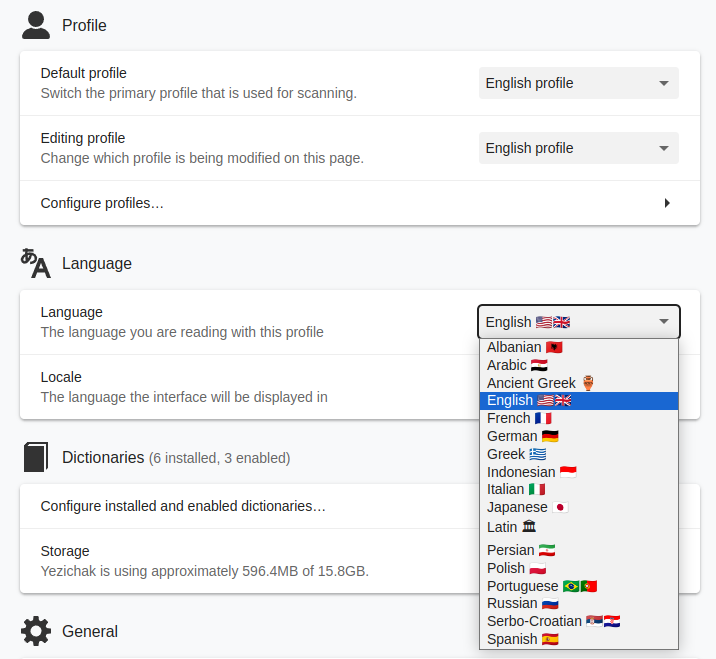 Profile
Default profile
Switch the primary profile that is used for scanning.
English profile
Editing profile
Change which profile is being modified on this page.
English profile
Configure profiles…
あA Language
Language
The language you are reading with this profile
English 🇺🇸🇬🇧
Albanian 🇦🇱
Arabic 🇪🇬
Ancient Greek 🏺
English 🇺🇸🇬🇧
French 🇫🇷
German 🇩🇪
Greek 🇬🇷
Indonesian 🇮🇩
Italian 🇮🇹
Japanese 🇯🇵
Latin 🏛
Persian 🇮🇷
Polish 🇵🇱
Portuguese 🇧🇷🇵🇹
Russian 🇷🇺
Serbo-Croatian 🇷🇸🇭🇷
Spanish 🇪🇸
Locale
The language the interface will be displayed in
Dictionaries (6 installed, 3 enabled)
Configure installed and enabled dictionaries…
Storage
Yezichak is using approximately 596.4MB of 15.8GB.
General